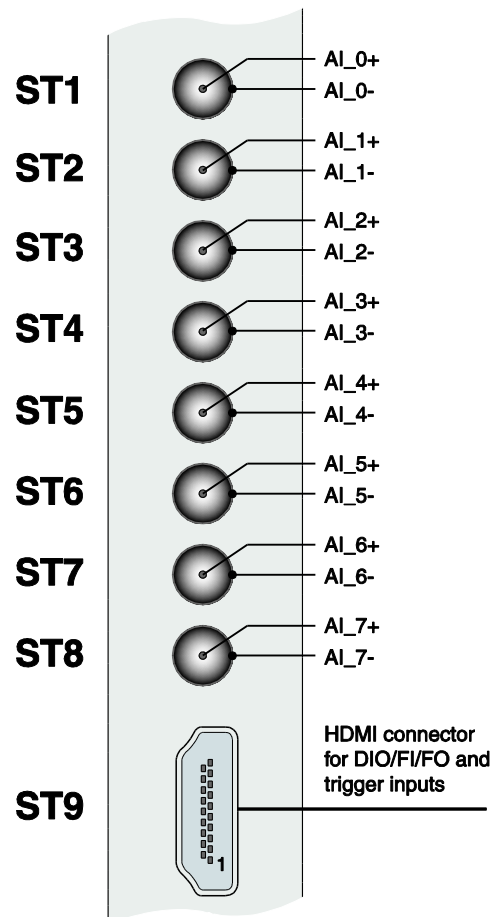 ST1
AI_0+
AI_0-
ST2
AI_1+
AI_1-
ST3
AI_2+
AI_2-
ST4
AI_3+
AI_3-
ST5
AI_4+
AI_4-
ST6
AI_5+
AI_5-
ST7
AI_6+
AI_6-
ST8
AI_7+
AI_7-
HDMI connector
for DIO/FI/FO and
trigger inputs
ST9
1